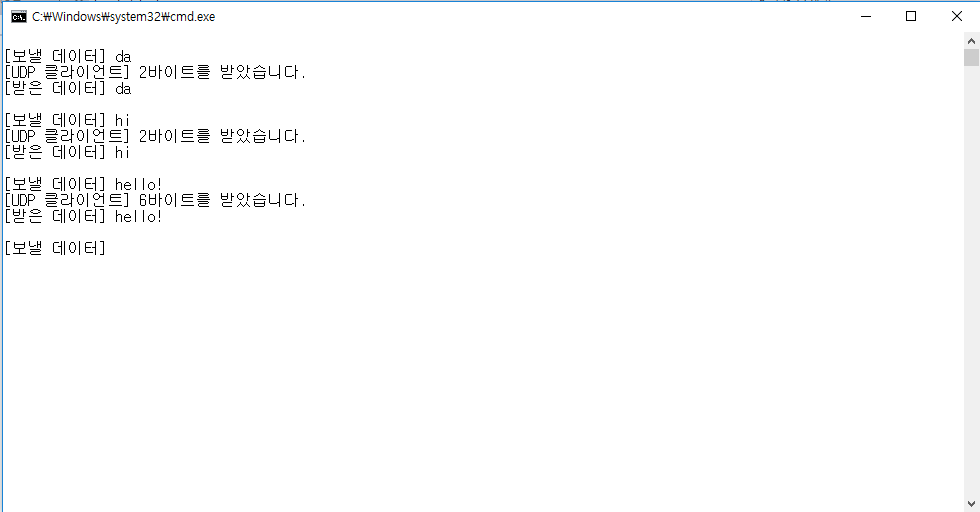 C:₩Windows₩system32₩cmd.exe
[보낼 데이터] da
[UDP 클라이언트] 2바이트를 받았습니다.
[받은 데이터] da
[보낼 데이터] hi
[UDP 클라이언트] 2바이트를 받았습니다.
[받은 데이터] hi
[보낼 데이터] hello!
[UDP 클라이언트] 6바이트를 받았습니다.
[받은 데이터] hello!
[보낼 데이터]